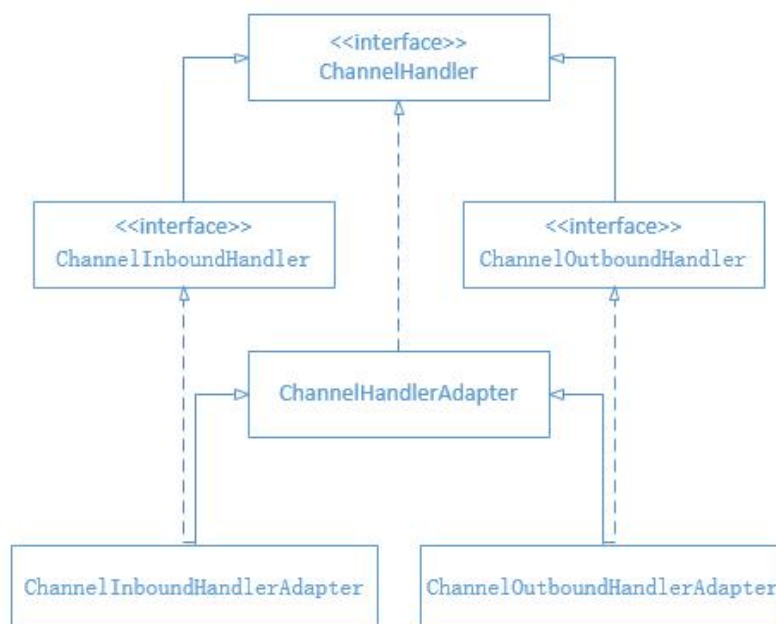 <<interface>>
ChannelHandler
<<interface>>
ChannelInboundHandler
<<interface>>
ChannelOutboundHandler
ChannelHandlerAdapter
ChannelInboundHandlerAdapter
ChannelOutboundHandlerAdapter